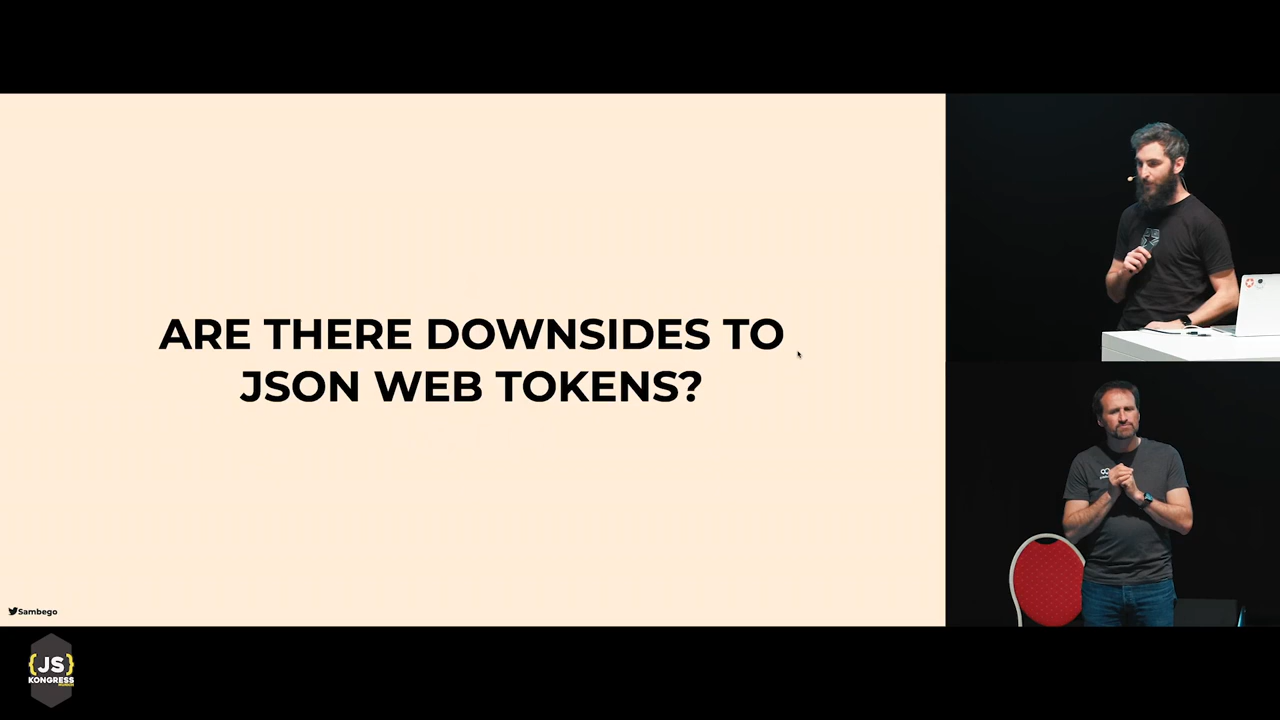 ARE THERE DOWNSIDES TO
JSON WEB TOKENS?
Sambego
{JS}
KONGRESS